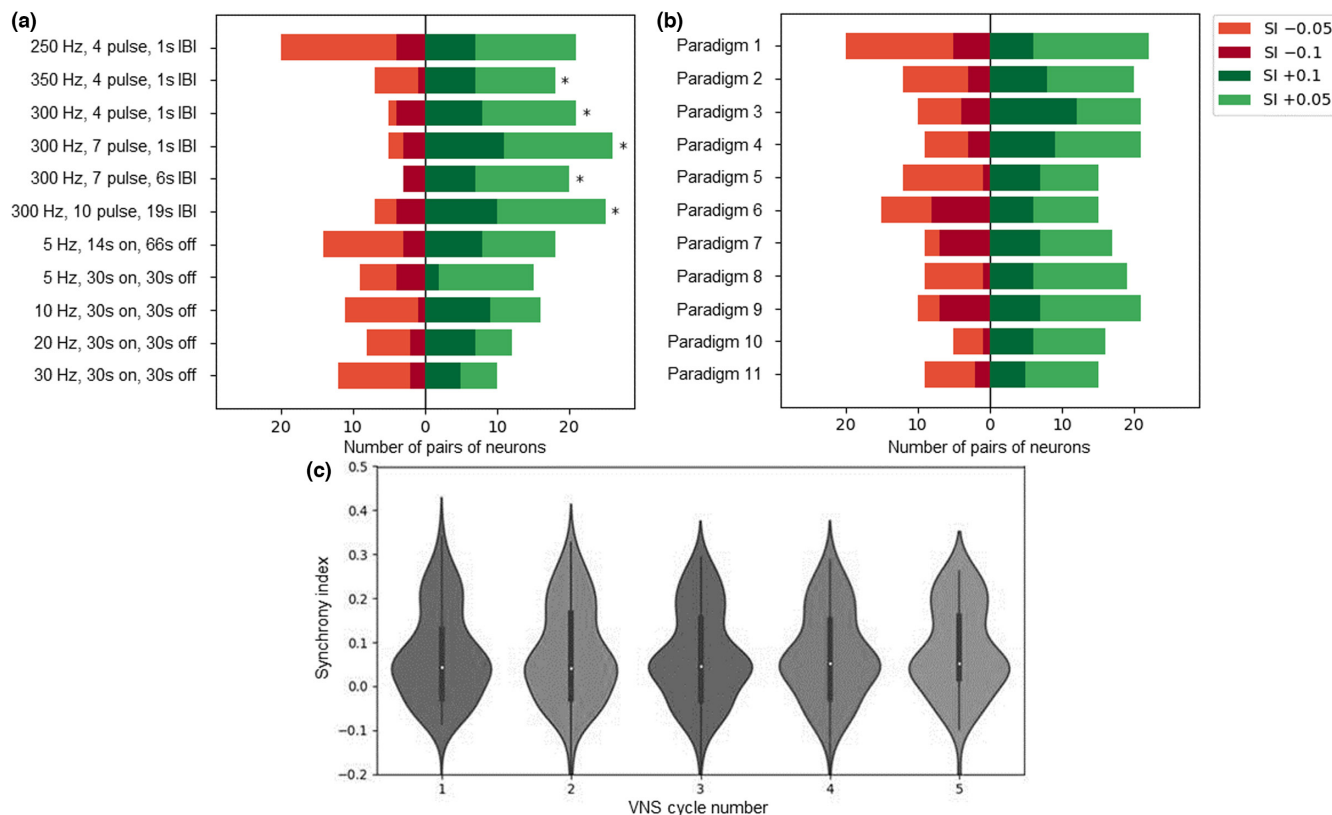 (a)
250 Hz, 4 pulse, 1s IBI
350 Hz, 4 pulse, 1s IBI
*
300 Hz, 4 pulse, 1s IBI
*
300 Hz, 7 pulse, 1s IBI
*
300 Hz, 7 pulse, 6s IBI
*
300 Hz, 10 pulse, 19s IBI
*
5 Hz, 14s on, 66s off
5 Hz, 30s on, 30s off
10 Hz, 30s on, 30s off
20 Hz, 30s on, 30s off
30 Hz, 30s on, 30s off
20 10 0 10 20
Number of pairs of neurons
(b)
Paradigm 1
Paradigm 2
Paradigm 3
Paradigm 4
Paradigm 5
Paradigm 6
Paradigm 7
Paradigm 8
Paradigm 9
Paradigm 10
Paradigm 11
20 10 0 10 20
Number of pairs of neurons
SI −0.05
SI −0.1
SI +0.1
SI +0.05
(c)
Synchrony index
0.5
0.4
0.3
0.2
0.1
0.0
−0.1
−0.2
1 2 3 4 5
VNS cycle number